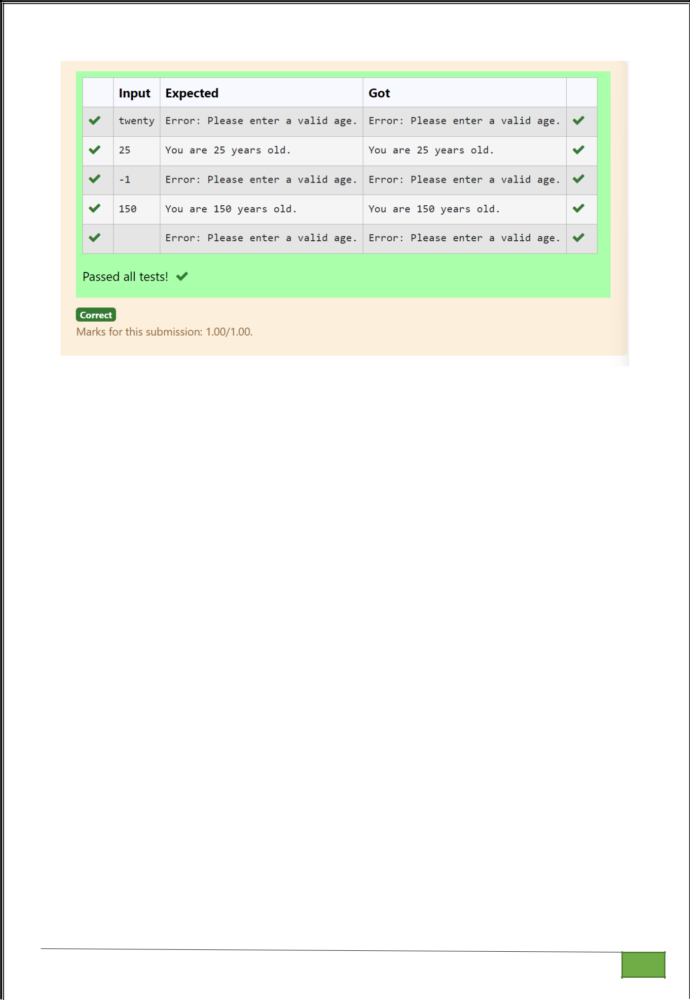 Input Expected Got
twenty Error: Please enter a valid age. Error: Please enter a valid age.
25 You are 25 years old. You are 25 years old.
-1 Error: Please enter a valid age. Error: Please enter a valid age.
150 You are 150 years old. You are 150 years old.
Error: Please enter a valid age. Error: Please enter a valid age.
Passed all tests!
Correct
Marks for this submission: 1.00/1.00.